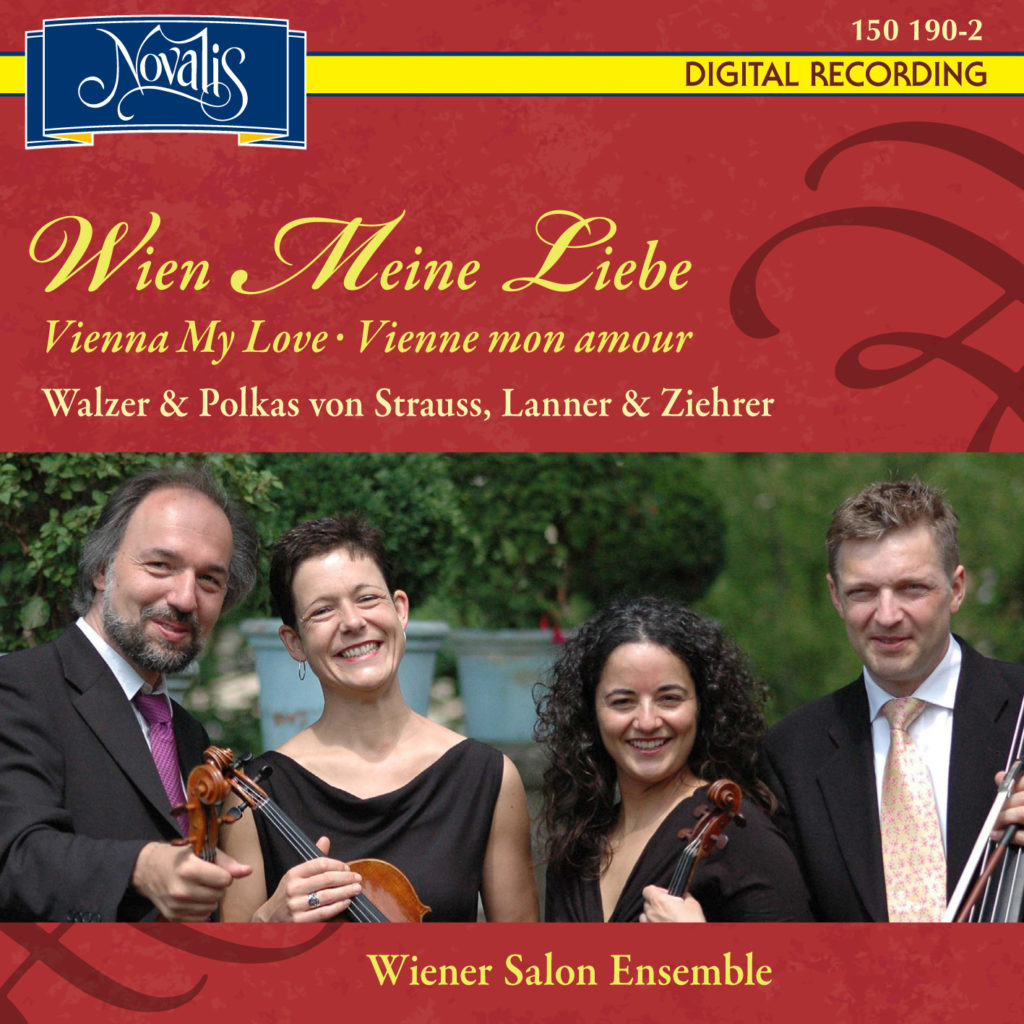 Novalis
150 190-2
DIGITAL RECORDING
Wien Meine Liebe
Vienna My Love · Vienne mon amour
Walzer & Polkas von Strauss, Lanner & Ziehrer
Wiener Salon Ensemble